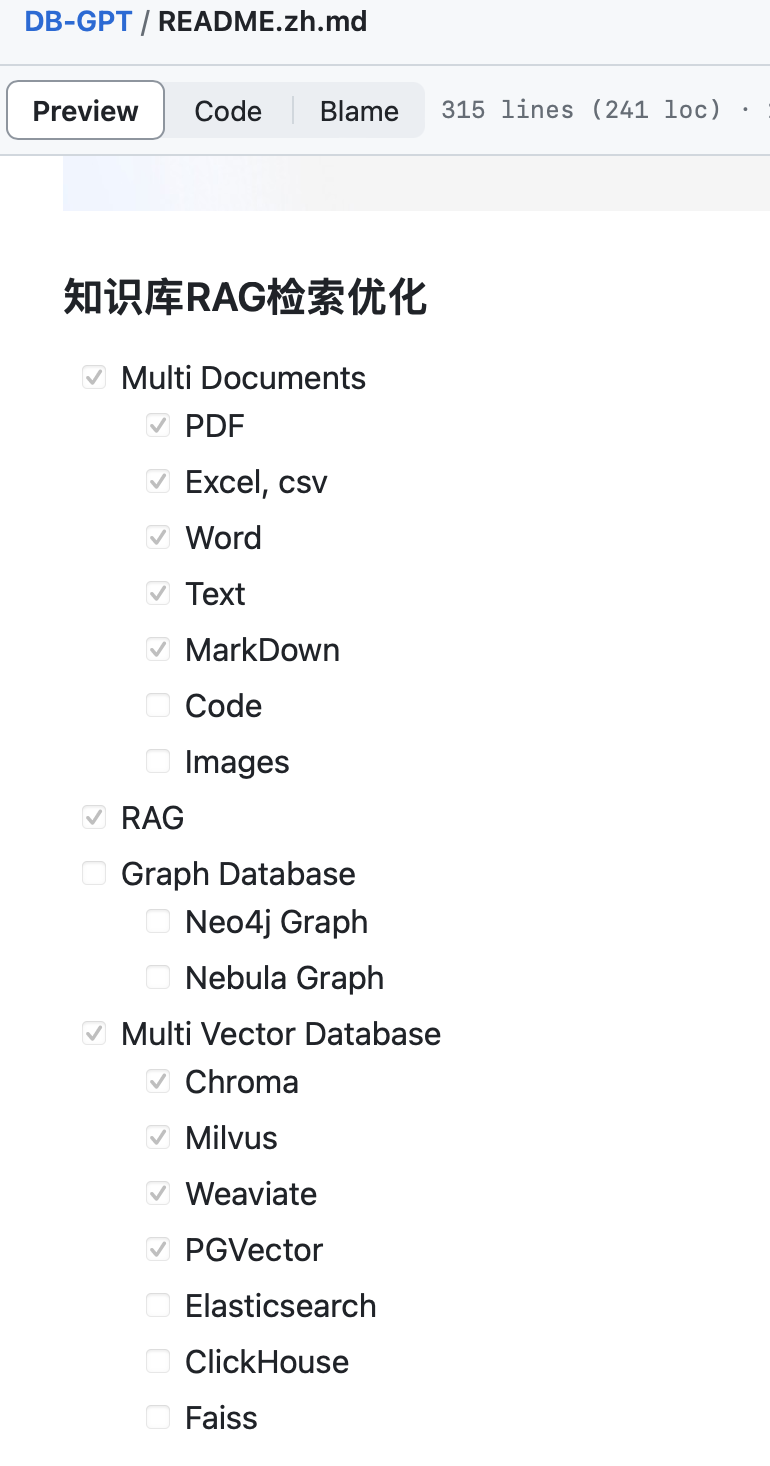 DB-GPT / README.zh.md
Preview Code Blame 315 lines (241 loc) ·
知识库RAG检索优化
Multi Documents
PDF
Excel, csv
Word
Text
MarkDown
Code
Images
RAG
Graph Database
Neo4j Graph
Nebula Graph
Multi Vector Database
Chroma
Milvus
Weaviate
PGVector
Elasticsearch
ClickHouse
Faiss